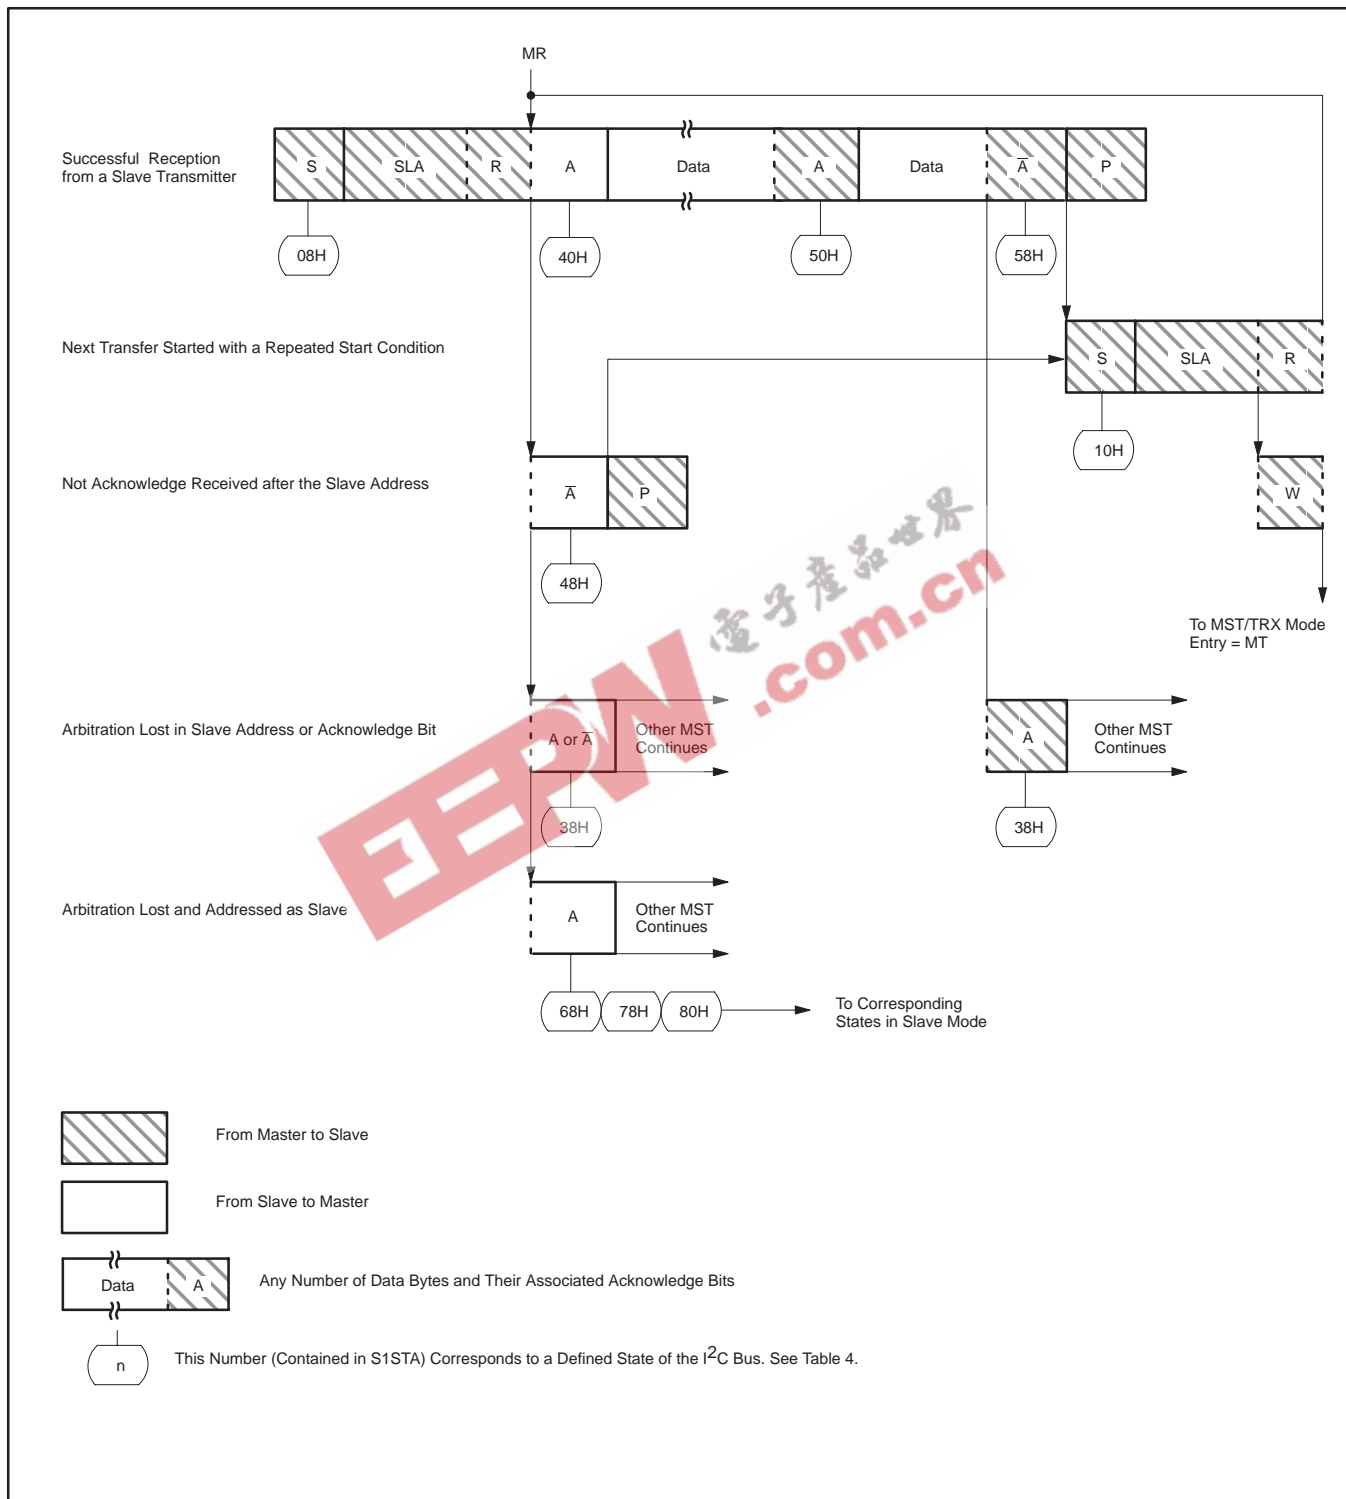 MR
Successful Reception
from a Slave Transmitter
S SLA R A Data A Data A̅ P
08H 40H 50H 58H
Next Transfer Started with a Repeated Start Condition
S SLA R
10H
Not Acknowledge Received after the Slave Address
A̅ P W
48H
To MST/TRX Mode
Entry = MT
Arbitration Lost in Slave Address or Acknowledge Bit
A or A̅
Other MST
Continues
A
Other MST
Continues
38H 38H
Arbitration Lost and Addressed as Slave
A
Other MST
Continues
68H 78H 80H
To Corresponding
States in Slave Mode
From Master to Slave
From Slave to Master
Data A
Any Number of Data Bytes and Their Associated Acknowledge Bits
n
This Number (Contained in S1STA) Corresponds to a Defined State of the I²C Bus. See Table 4.
EEPW
電子產品世界
.com.cn